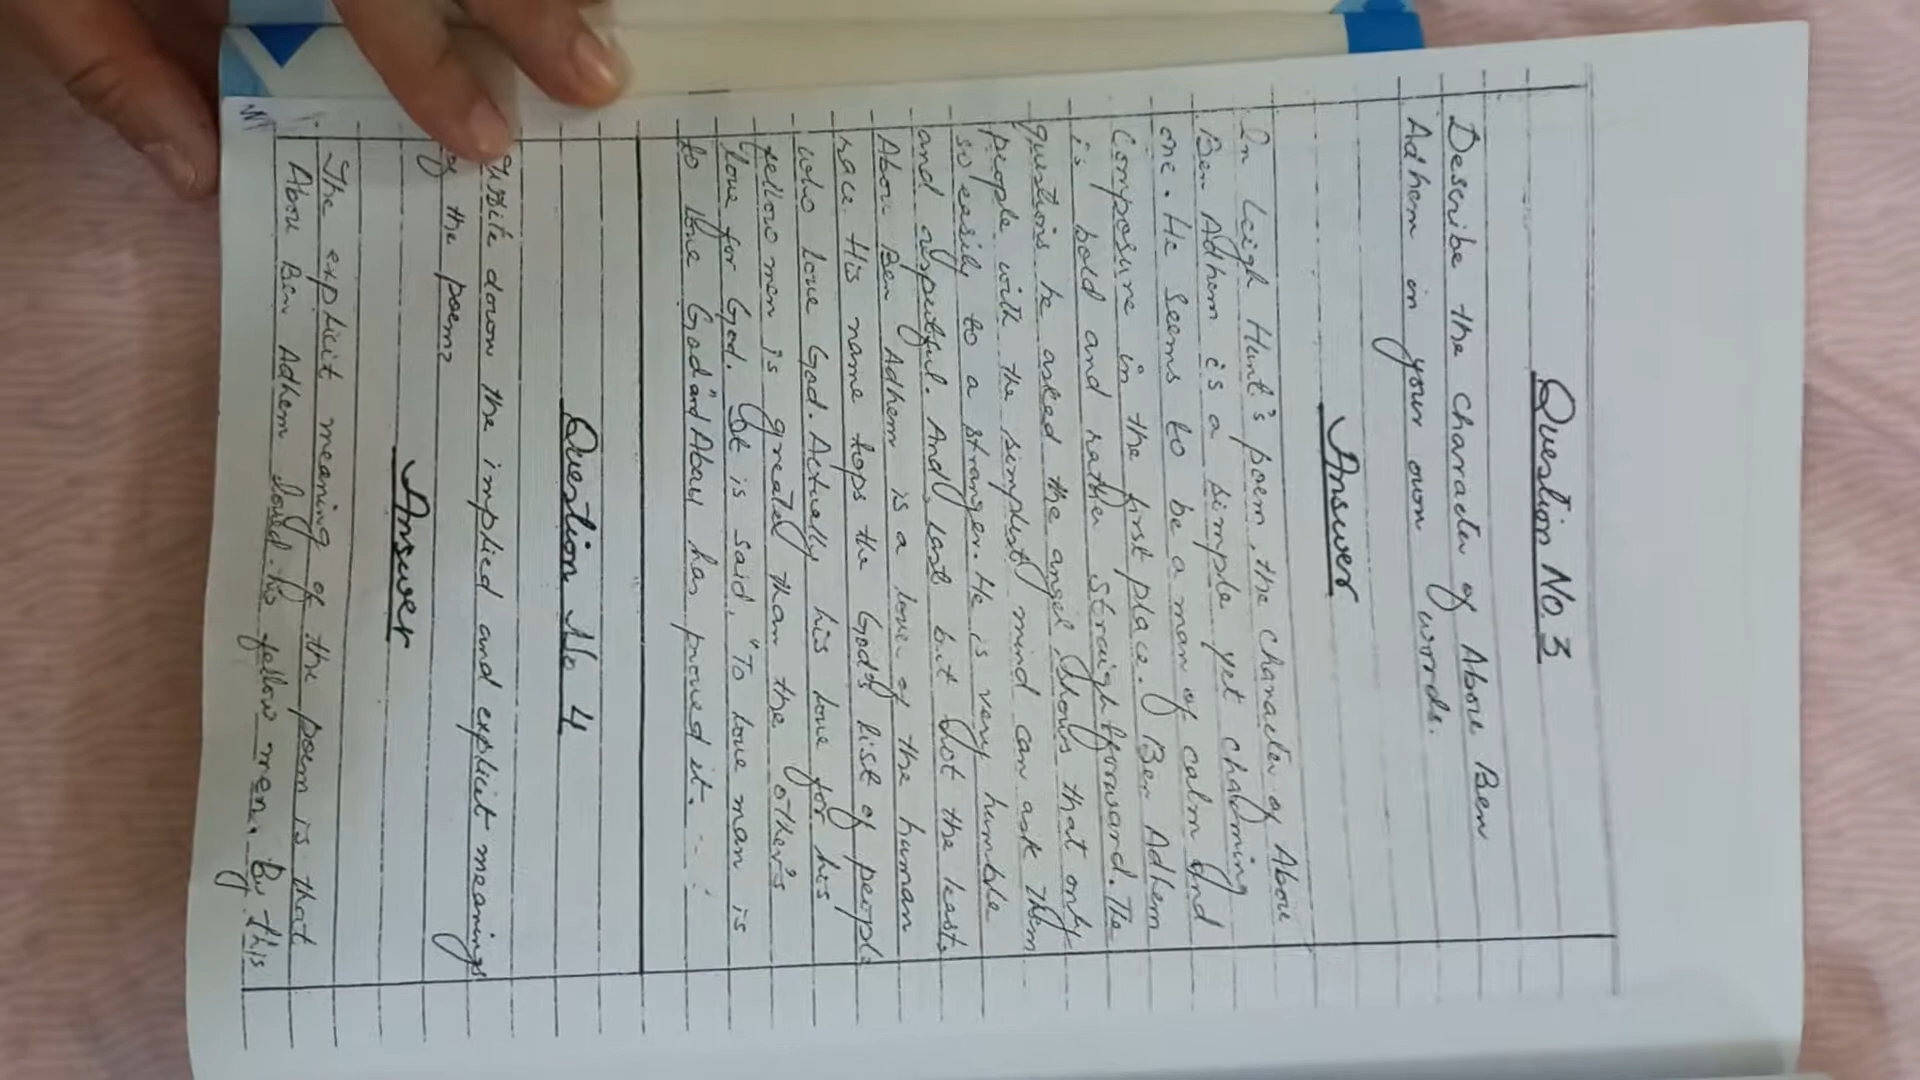 Question No 3
Describe the character of Abou Ben
Adhem in your own words.
Answer
In Leigh Hunt's poem, the character of Abou
Ben Adhem is a simple yet charming
one. He seems to be a man of calm and
Composure in the first place. Ben Adhem
is bold and rather straightforward. The
questions he asked the angel, shows that only
people with the simplest mind can ask them
so easily to a stranger. He is very humble
and respectful. And last but not the least,
Abou Ben Adhem is a lover of the human
race. His name tops the God's list of people
who love God. Actually his love for his
fellow men is greater than the other's
love for God. It is said, "To love man is
to love God" and Abou has proved it.
Question No 4
Write down the implied and explicit meanings
of the poem?
Answer
The explicit meaning of the poem is that
Abou Ben Adhem loved his fellow men. By this